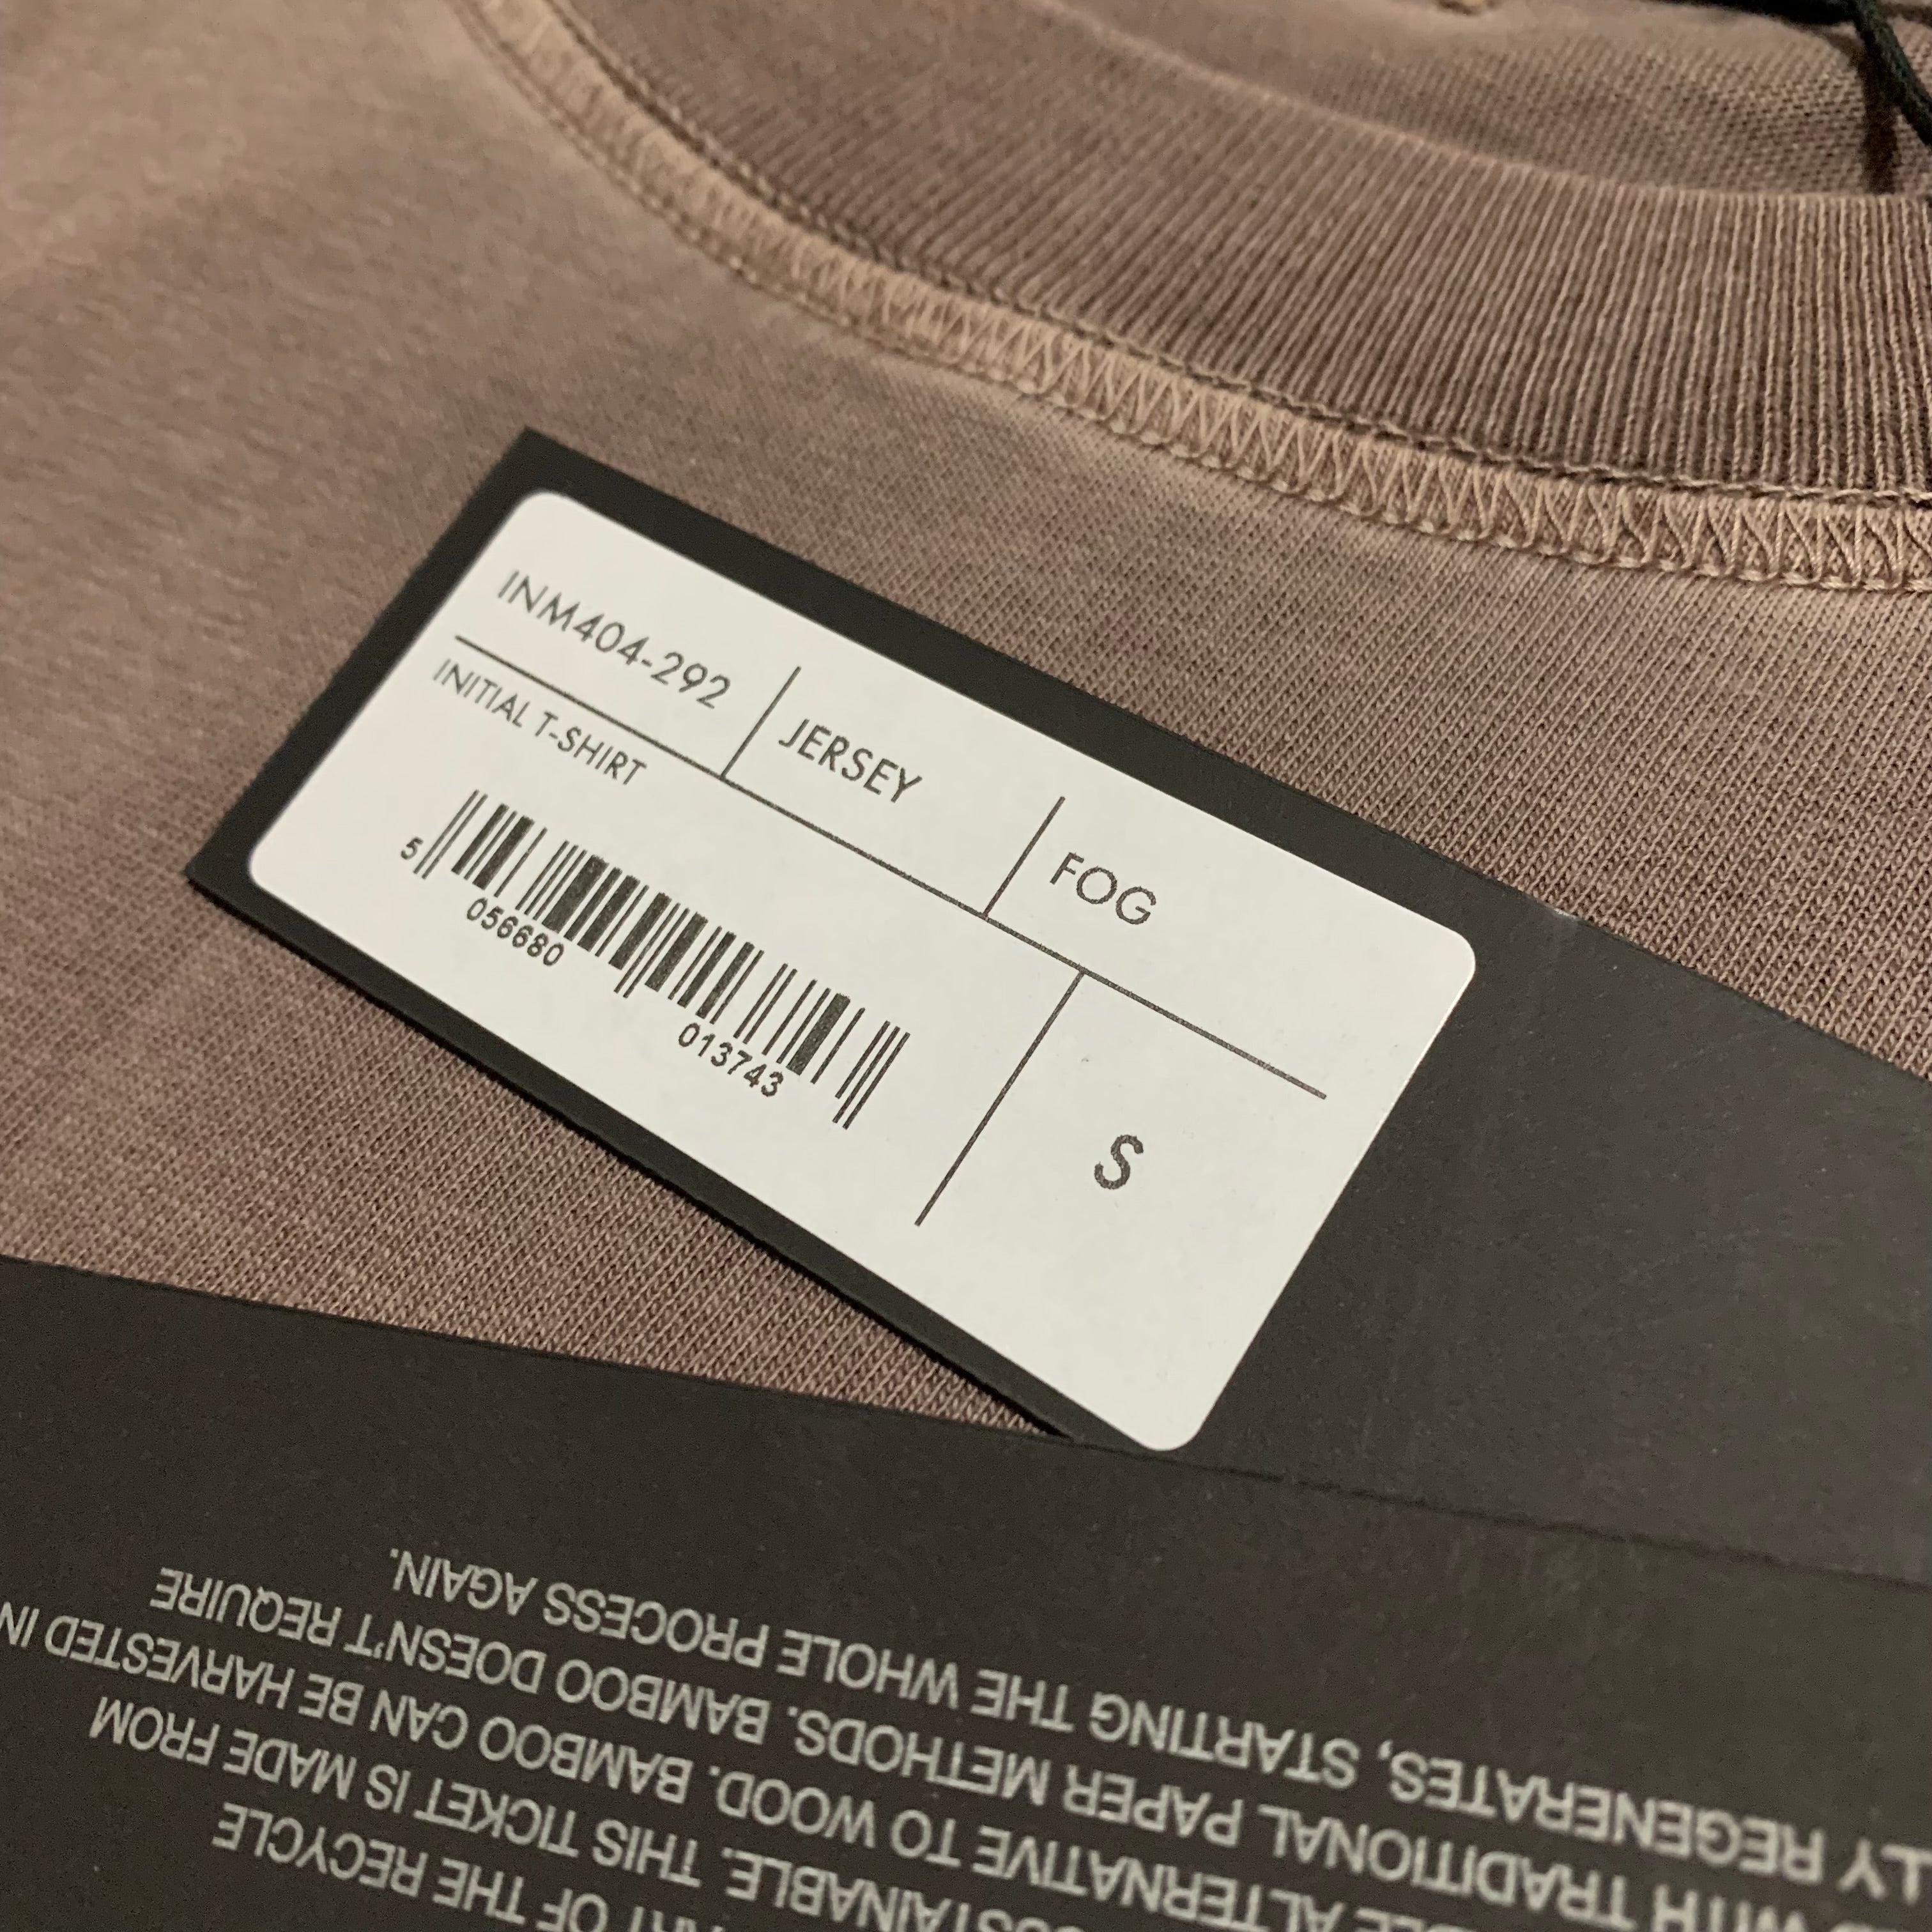 INM404-292
JERSEY
FOG
INITIAL T-SHIRT
5 056680 013743
S
OF THE RECYCLE
THIS TICKET IS MADE FROM
ALTERNATIVE TO WOOD. BAMBOO CAN BE HARVESTED IN
WITH TRADITIONAL PAPER METHODS. BAMBOO DOESN'T REQUIRE
REGENERATES, STARTING THE WHOLE PROCESS AGAIN.